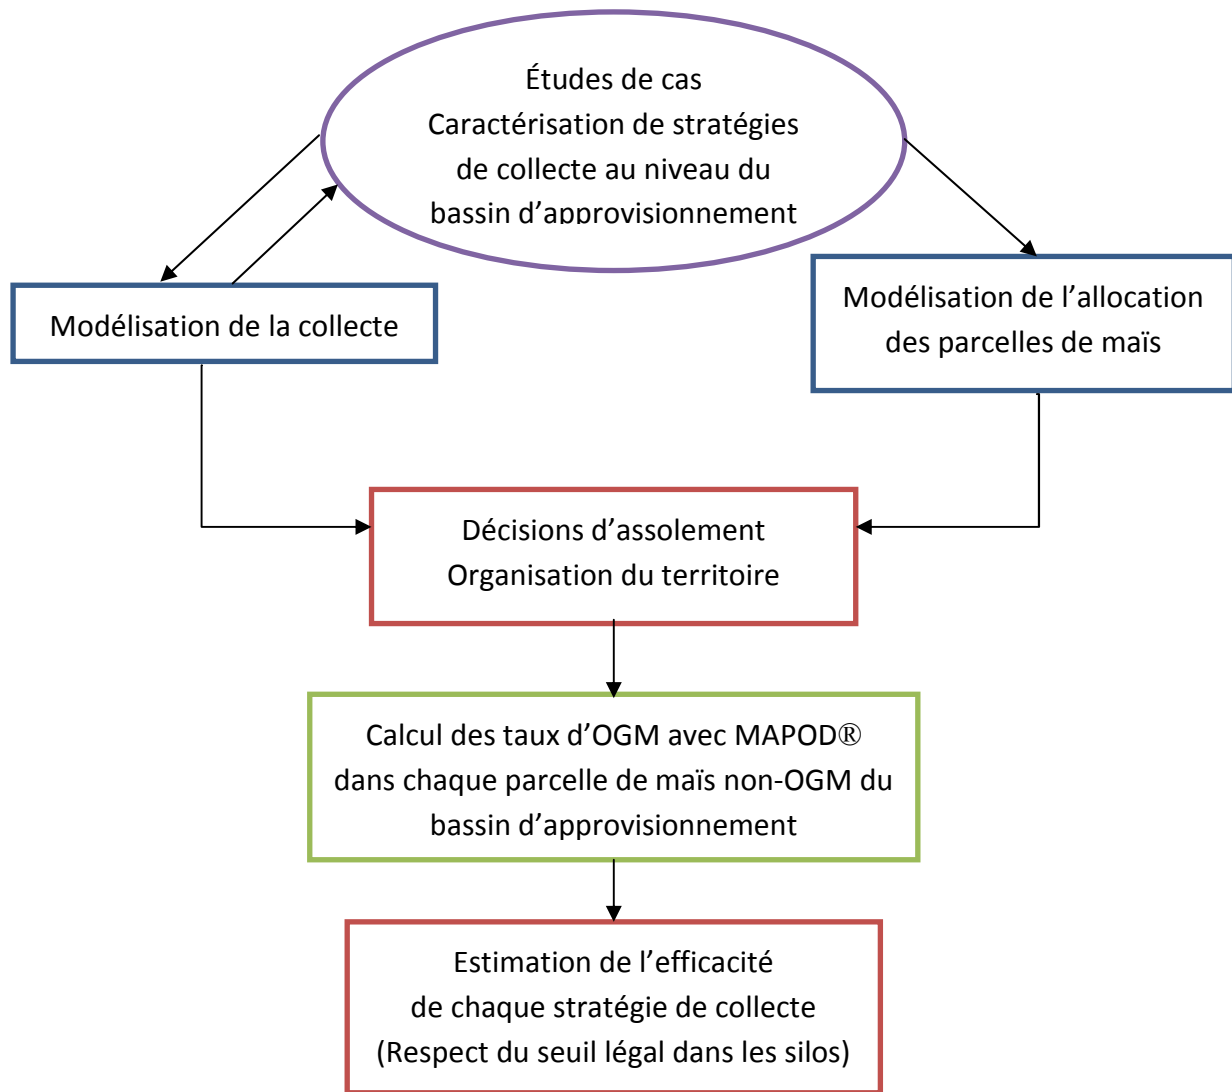 Études de cas
Caractérisation de stratégies
de collecte au niveau du
bassin d’approvisionnement
Modélisation de la collecte
Modélisation de l’allocation
des parcelles de maïs
Décisions d’assolement
Organisation du territoire
Calcul des taux d’OGM avec MAPOD®
dans chaque parcelle de maïs non-OGM du
bassin d’approvisionnement
Estimation de l’efficacité
de chaque stratégie de collecte
(Respect du seuil légal dans les silos)